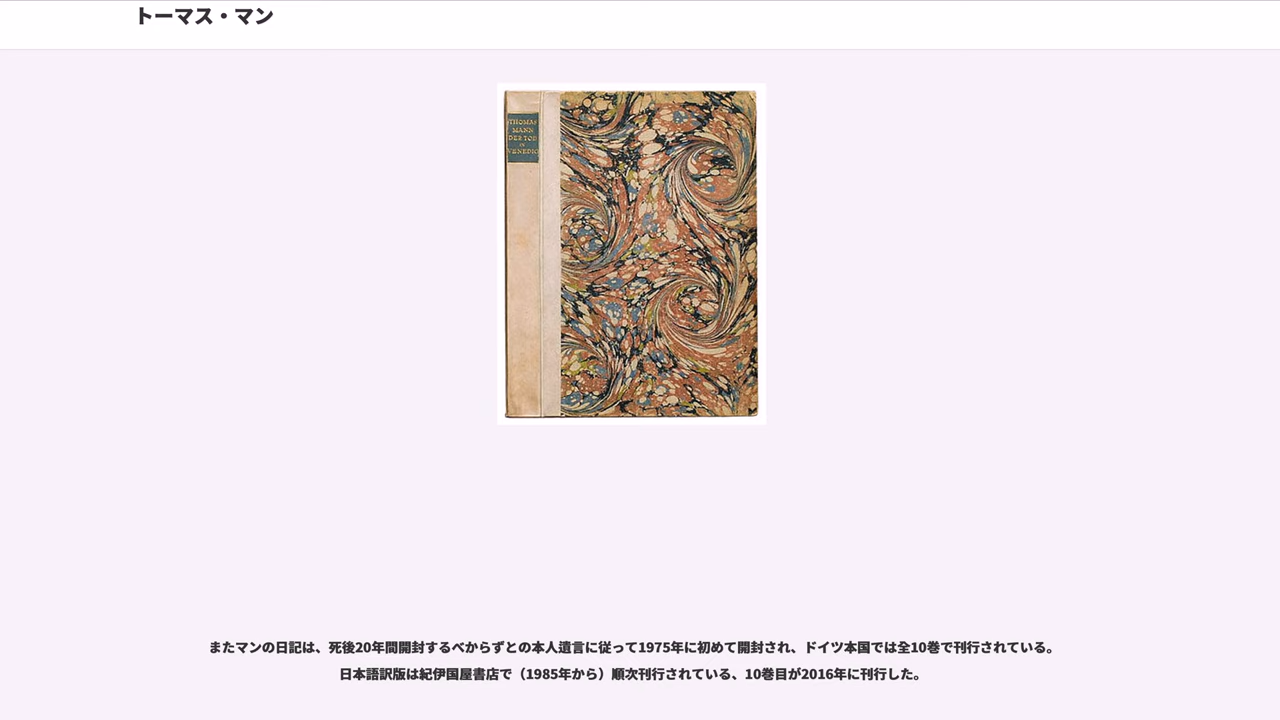 トーマス・マン
THOMAS
MANN
DER TOD
IN
VENEDIG
またマンの日記は、死後20年間開封するべからずとの本人遺言に従って1975年に初めて開封され、ドイツ本国では全10巻で刊行されている。
日本語訳版は紀伊国屋書店で（1985年から）順次刊行されている、10巻目が2016年に刊行した。